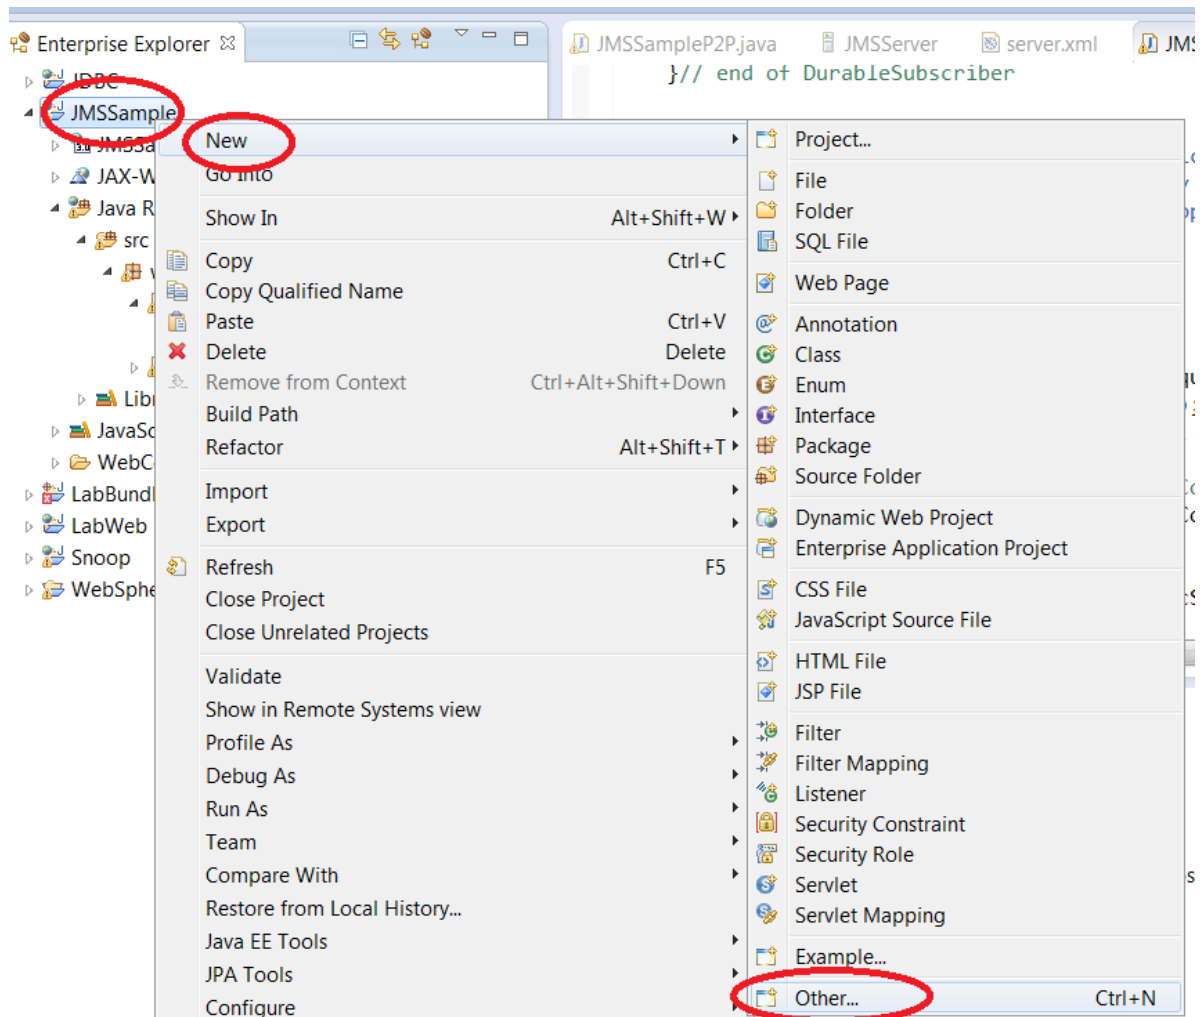 Enterprise Explorer
JMSSampleP2P.java
JMSServer
server.xml
JMS
}// end of DurableSubscriber
JDBC
JMSSample
JAX-W
Java R
src
Libr
JavaSc
WebC
LabBundl
LabWeb
Snoop
WebSphe
New
Go Into
Show In Alt+Shift+W
Copy Ctrl+C
Copy Qualified Name
Paste Ctrl+V
Delete Delete
Remove from Context Ctrl+Alt+Shift+Down
Build Path
Refactor Alt+Shift+T
Import
Export
Refresh F5
Close Project
Close Unrelated Projects
Validate
Show in Remote Systems view
Profile As
Debug As
Run As
Team
Compare With
Restore from Local History...
Java EE Tools
JPA Tools
Configure
Project...
File
Folder
SQL File
Web Page
Annotation
Class
Enum
Interface
Package
Source Folder
Dynamic Web Project
Enterprise Application Project
CSS File
JavaScript Source File
HTML File
JSP File
Filter
Filter Mapping
Listener
Security Constraint
Security Role
Servlet
Servlet Mapping
Example...
Other... Ctrl+N